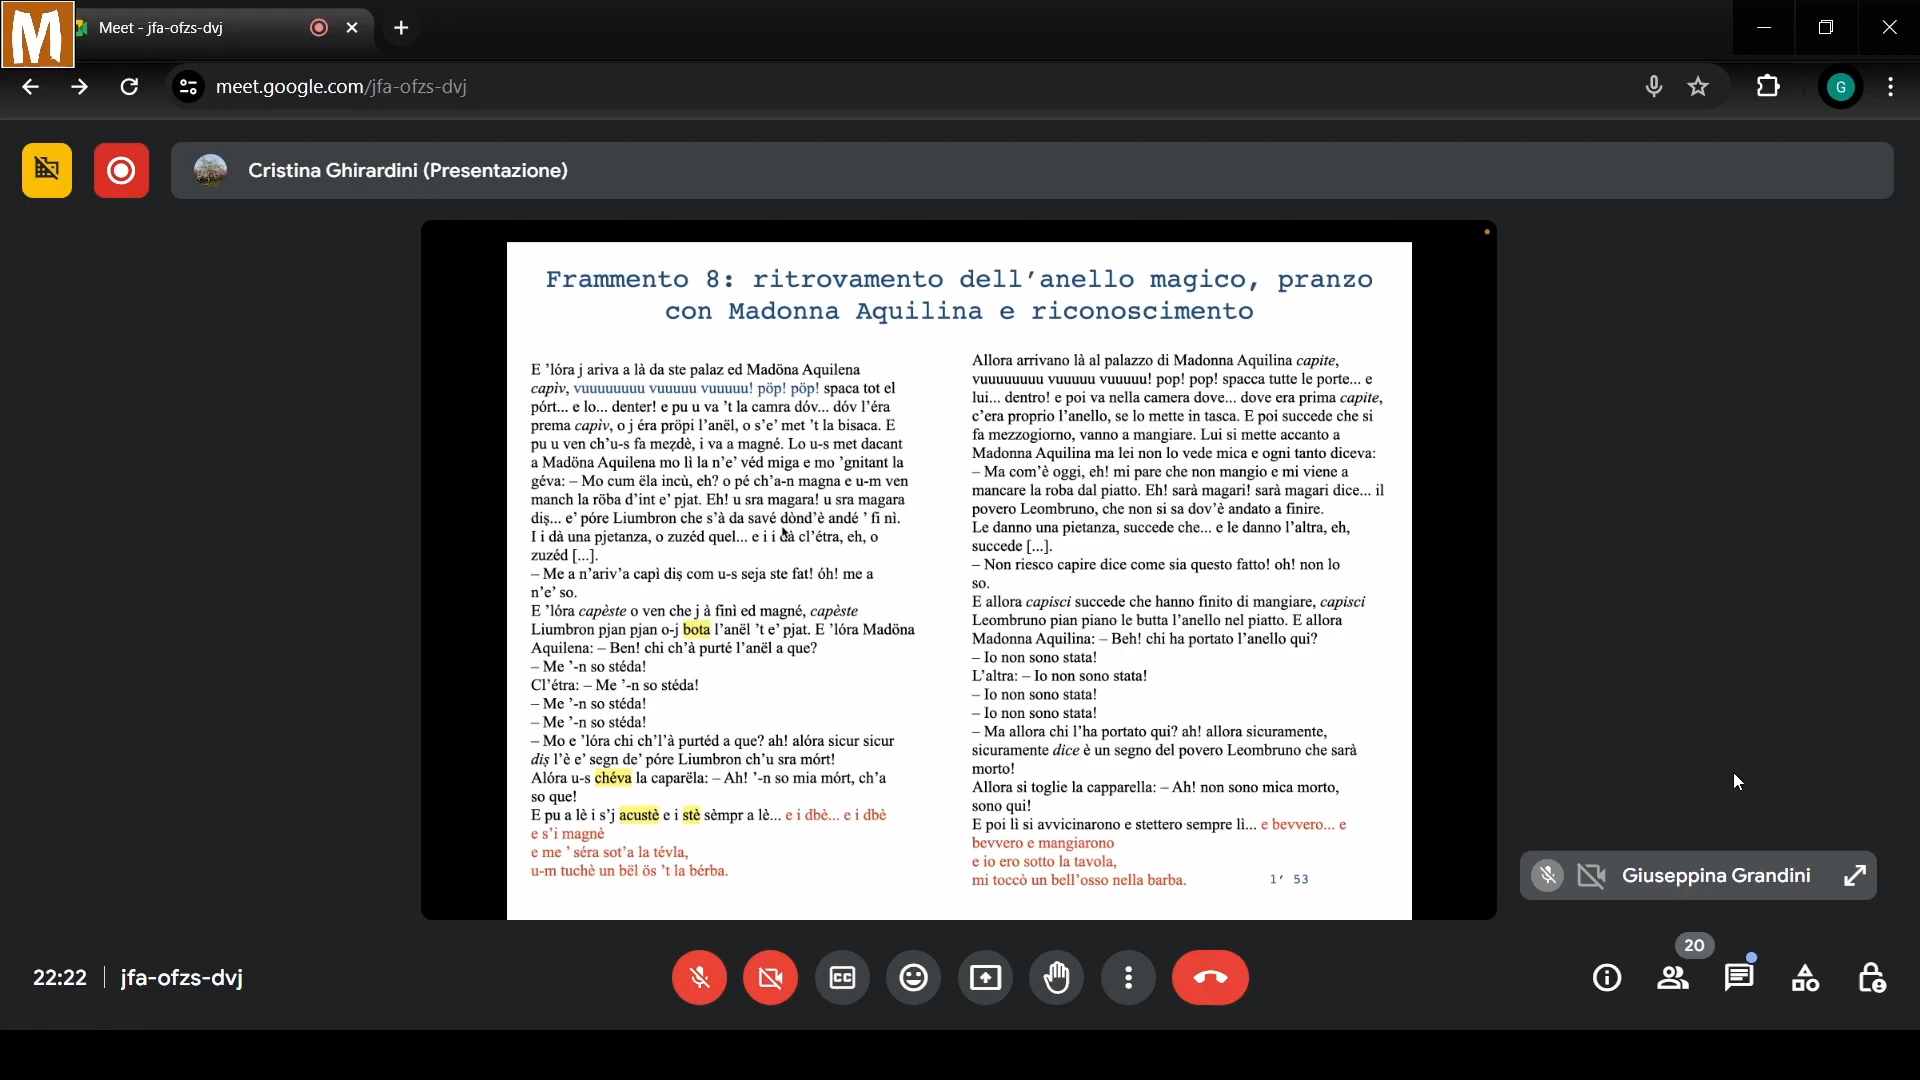 M
Meet - jfa-ofzs-dvj
meet.google.com/jfa-ofzs-dvj
G
Cristina Ghirardini (Presentazione)
Frammento 8: ritrovamento dell’anello magico, pranzo
con Madonna Aquilina e riconoscimento
E ’lóra j ariva a là da ste palaz ed Madöna Aquilena
capìv, vuuuuuuuu vuuuuu vuuuuu! pöp! pöp! spaca tot el
pórt... e lo... denter! e pu u va ’t la camra dóv... dóv l’éra
prema capìv, o j éra pröpi l’anël, o s’e’ met ’t la bisaca. E
pu u ven ch’u-s fa meẓdè, i va a magné. Lo u-s met dacant
a Madöna Aquilena mo lì la n’e’ véd miga e mo ’gnitant la
géva: – Mo cum ëla incù, eh? o pé ch’a-n magna e u-m ven
manch la röba d’int e’ pjat. Eh! u sra magara! u sra magara
diṣ... e’ póre Liumbron che s’à da savé dònd’è andé ’ fi nì.
I i dà una pjetanza, o zuzéd quel... e i i dà cl’étra, eh, o
zuzéd [...].
– Me a n’ariv’a capì diṣ com u-s seja ste fat! óh! me a
n’e’ so.
E ’lóra capèste o ven che j à finì ed magné, capèste
Liumbron pjan pjan o-j bota l’anël ’t e’ pjat. E ’lóra Madöna
Aquilena: – Ben! chi ch’à purté l’anël a que?
– Me ’-n so stéda!
Cl’étra: – Me ’-n so stéda!
– Me ’-n so stéda!
– Me ’-n so stéda!
– Mo e ’lóra chi ch’l’à purtéd a que? ah! alóra sicur sicur
diṣ l’è e’ segn de’ póre Liumbron ch’u sra mórt!
Alóra u-s chéva la caparëla: – Ah! ’-n so mia mórt, ch’a
so que!
E pu a lè i s’j acustè e i stè sèmpr a lè... e i dbè... e i dbè
e s’i magnè
e me ’ séra sot’a la tévla,
u-m tuchè un bël ös ’t la bérba.
Allora arrivano là al palazzo di Madonna Aquilina capite,
vuuuuuuuu vuuuuu vuuuuu! pop! pop! spacca tutte le porte... e
lui... dentro! e poi va nella camera dove... dove era prima capite,
c’era proprio l’anello, se lo mette in tasca. E poi succede che si
fa mezzogiorno, vanno a mangiare. Lui si mette accanto a
Madonna Aquilina ma lei non lo vede mica e ogni tanto diceva:
– Ma com’è oggi, eh! mi pare che non mangio e mi viene a
mancare la roba dal piatto. Eh! sarà magari! sarà magari dice... il
povero Leombruno, che non si sa dov’è andato a finire.
Le danno una pietanza, succede che... e le danno l’altra, eh,
succede [...].
– Non riesco capire dice come sia questo fatto! oh! non lo
so.
E allora capisci succede che hanno finito di mangiare, capisci
Leombruno pian piano le butta l’anello nel piatto. E allora
Madonna Aquilina: – Beh! chi ha portato l’anello qui?
– Io non sono stata!
L’altra: – Io non sono stata!
– Io non sono stata!
– Io non sono stata!
– Ma allora chi l’ha portato qui? ah! allora sicuramente,
sicuramente dice è un segno del povero Leombruno che sarà
morto!
Allora si toglie la capparella: – Ah! non sono mica morto,
sono qui!
E poi lì si avvicinarono e stettero sempre lì... e bevvero... e
bevvero e mangiarono
e io ero sotto la tavola,
mi toccò un bell’osso nella barba.
1’ 53
Giuseppina Grandini
22:22 | jfa-ofzs-dvj
CC
20